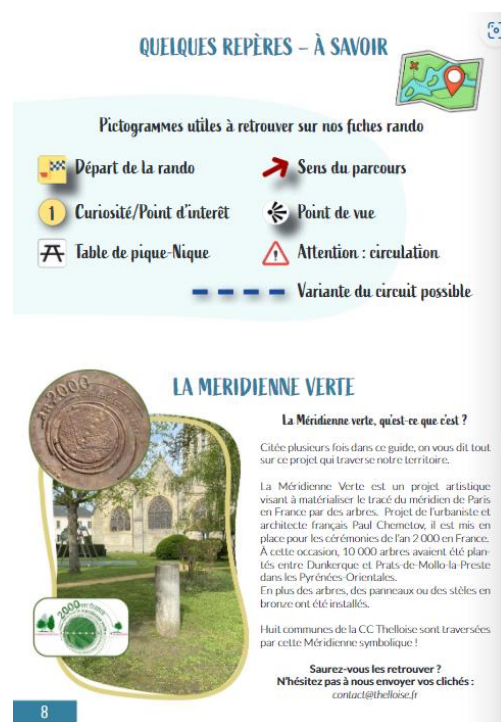 QUELQUES REPÈRES – À SAVOIR
Pictogrammes utiles à retrouver sur nos fiches rando
Départ de la rando
Sens du parcours
1
Curiosité/Point d'interêt
Point de vue
Table de pique-Nique
Attention : circulation
Variante du circuit possible
LA MERIDIENNE VERTE
an 2000
La Méridienne verte, qu'est-ce que c'est ?
Citée plusieurs fois dans ce guide, on vous dit tout
sur ce projet qui traverse notre territoire.
La Méridienne Verte est un projet artistique
visant à matérialiser le tracé du méridien de Paris
en France par des arbres. Projet de l'urbaniste et
architecte français Paul Chemetov, il est mis en
place pour les cérémonies de l'an 2 000 en France.
À cette occasion, 10 000 arbres avaient été plan-
tés entre Dunkerque et Prats-de-Mollo-la-Preste
dans les Pyrénées-Orientales.
En plus des arbres, des panneaux ou des stèles en
bronze ont été installés.
2000 en france
Huit communes de la CC Thelloise sont traversées
par cette Méridienne symbolique !
Saurez-vous les retrouver ?
N'hésitez pas à nous envoyer vos clichés :
contact@thelloise.fr
8